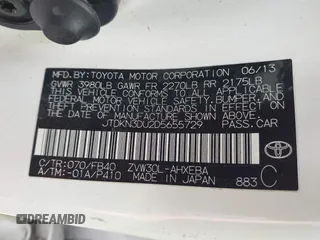 MFD. BY: TOYOTA MOTOR CORPORATION 06/13
GVWR 3980LB GAWR FR 2270LB RR 2175LB
THIS VEHICLE CONFORMS TO ALL APPLICABLE
FEDERAL MOTOR VEHICLE SAFETY, BUMPER, AND
THEFT PREVENTION STANDARDS IN EFFECT ON
THE DATE OF MANUFACTURE SHOWN ABOVE.
JTDKN3DU2D5655729 PASS. CAR
C/TR: 070/FB40 ZVW30L-AHXEBA
A/TM: -01A/P410 MADE IN JAPAN 883 C
TOYOTA
DREAMBID